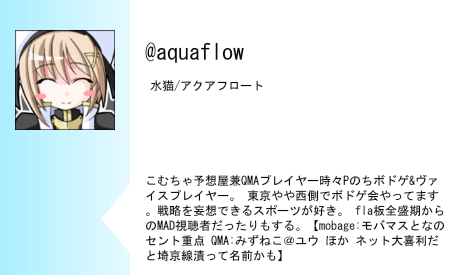 @aquaflow
水猫/アクアフロート
こむちゃ予想屋兼QMAプレイヤー時々Pのちボドゲ&ヴァ
イスプレイヤー。 東京やや西側でボドゲ会やってます
。戦略を妄想できるスポーツが好き。 fla板全盛期から
のMAD視聴者だったりもする。【mobage:モバマスとなの
セント重点 QMA:みずねこ＠ユウ ほか ネット大喜利だ
と埼京線漬って名前かも】